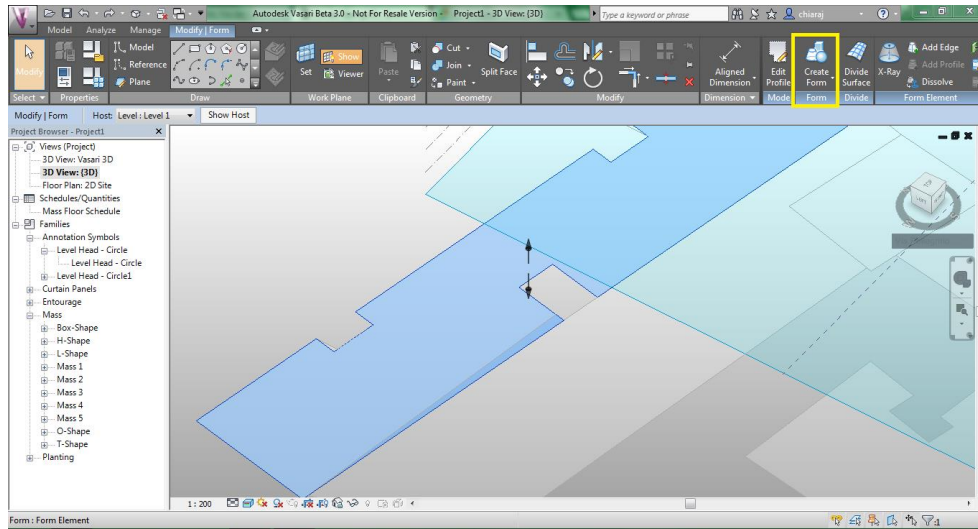 Autodesk Vasari Beta 3.0 - Not For Resale Version - Project1 - 3D View: {3D}
Type a keyword or phrase
chiaraj
Model Analyze Manage Modify | Form
Modify
Model
Reference
Plane
Set
Show
Viewer
Paste
Cut
Join
Paint
Split Face
Aligned
Dimension
Edit
Profile
Create
Form
Divide
Surface
X-Ray
Add Edge
Add Profile
Dissolve
Select Properties Draw Work Plane Clipboard Geometry Modify Dimension Mode Form Divide Form Element
Modify | Form Host: Level : Level 1 Show Host
Project Browser - Project1
Views (Project)
3D View: Vasari 3D
3D View: {3D}
Floor Plan: 2D Site
Schedules/Quantities
Mass Floor Schedule
Families
Annotation Symbols
Level Head - Circle
Level Head - Circle
Level Head - Circle1
Curtain Panels
Entourage
Mass
Box-Shape
H-Shape
L-Shape
Mass 1
Mass 2
Mass 3
Mass 4
Mass 5
O-Shape
T-Shape
Planting
1 : 200
Form : Form Element
:1